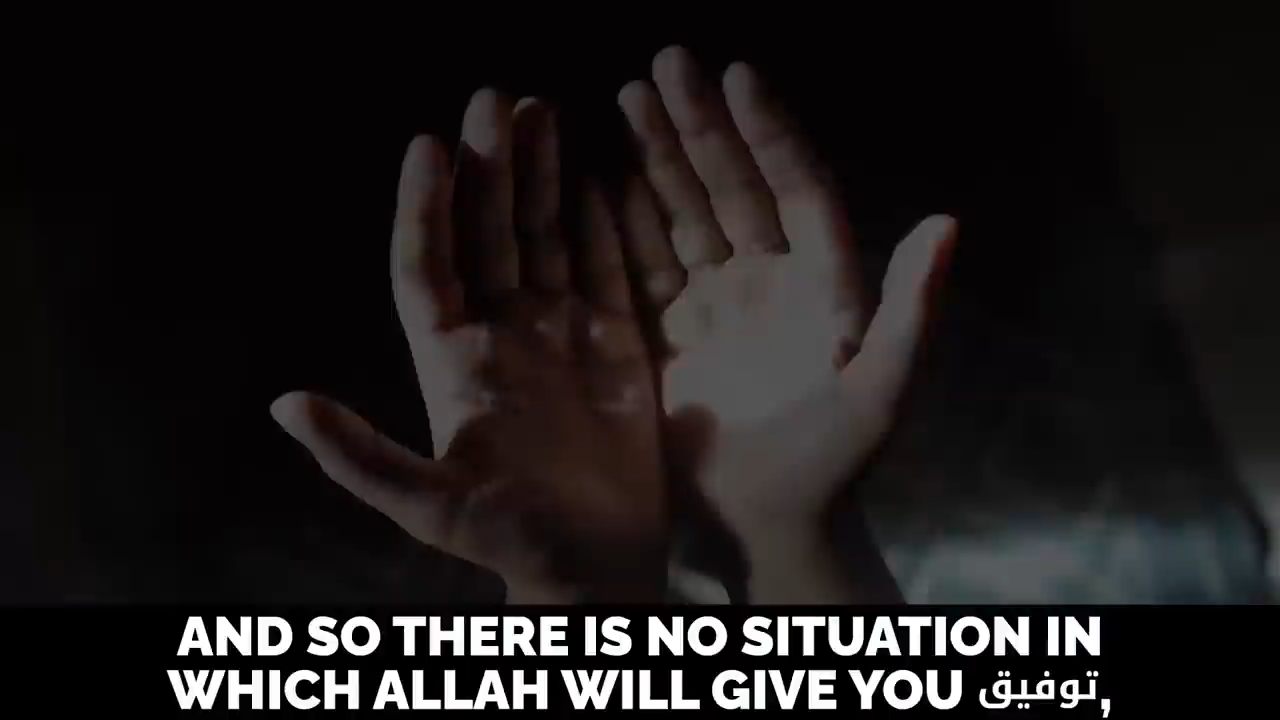 AND SO THERE IS NO SITUATION IN
WHICH ALLAH WILL GIVE YOU توفيق,